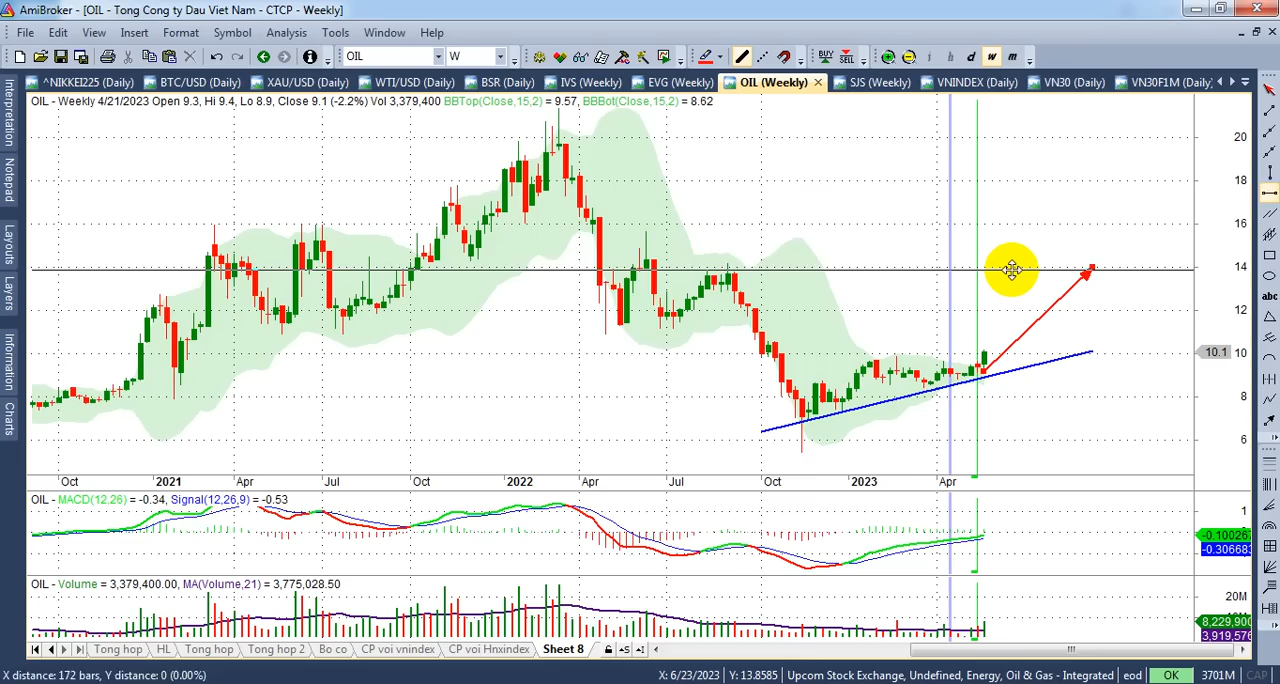 AmiBroker - [OIL - Tong Cong ty Dau Viet Nam - CTCP - Weekly]
File Edit View Insert Format Symbol Analysis Tools Window Help
OIL W BUY SELL i h d w m
^NIKKEI225 (Daily) BTC/USD (Daily) XAU/USD (Daily) WTI/USD (Daily) BSR (Daily) IVS (Weekly) EVG (Weekly) OIL (Weekly) SJS (Weekly) VNINDEX (Daily) VN30 (Daily) VN30F1M (Daily)
OIL - Weekly 4/21/2023 Open 9.3, Hi 9.4, Lo 8.9, Close 9.1 (-2.2%) Vol 3,379,400 BBTop(Close,15,2) = 9.57, BBBot(Close,15,2) = 8.62
Interpretation
Notepad
Layouts
Layers
Information
Charts
20
18
16
14
12
10.1
10
8
6
abc
Oct 2021 Apr Jul Oct 2022 Apr Jul Oct 2023 Apr
OIL - MACD(12,26) = -0.34, Signal(12,26,9) = -0.53
1
-0.100267
-0.306683
OIL - Volume = 3,379,400.00, MA(Volume,21) = 3,775,028.50
20M
8,229,900
3,919,576
Tong hop HL Tong hop Tong hop 2 Bo co CP voi vnindex CP voi Hnxindex Sheet 8
X distance: 172 bars, Y distance: 0 (0.00%) X: 6/23/2023 Y: 13.8585 Upcom Stock Exchange, Undefined, Energy, Oil & Gas - Integrated eod OK 3701M CAP